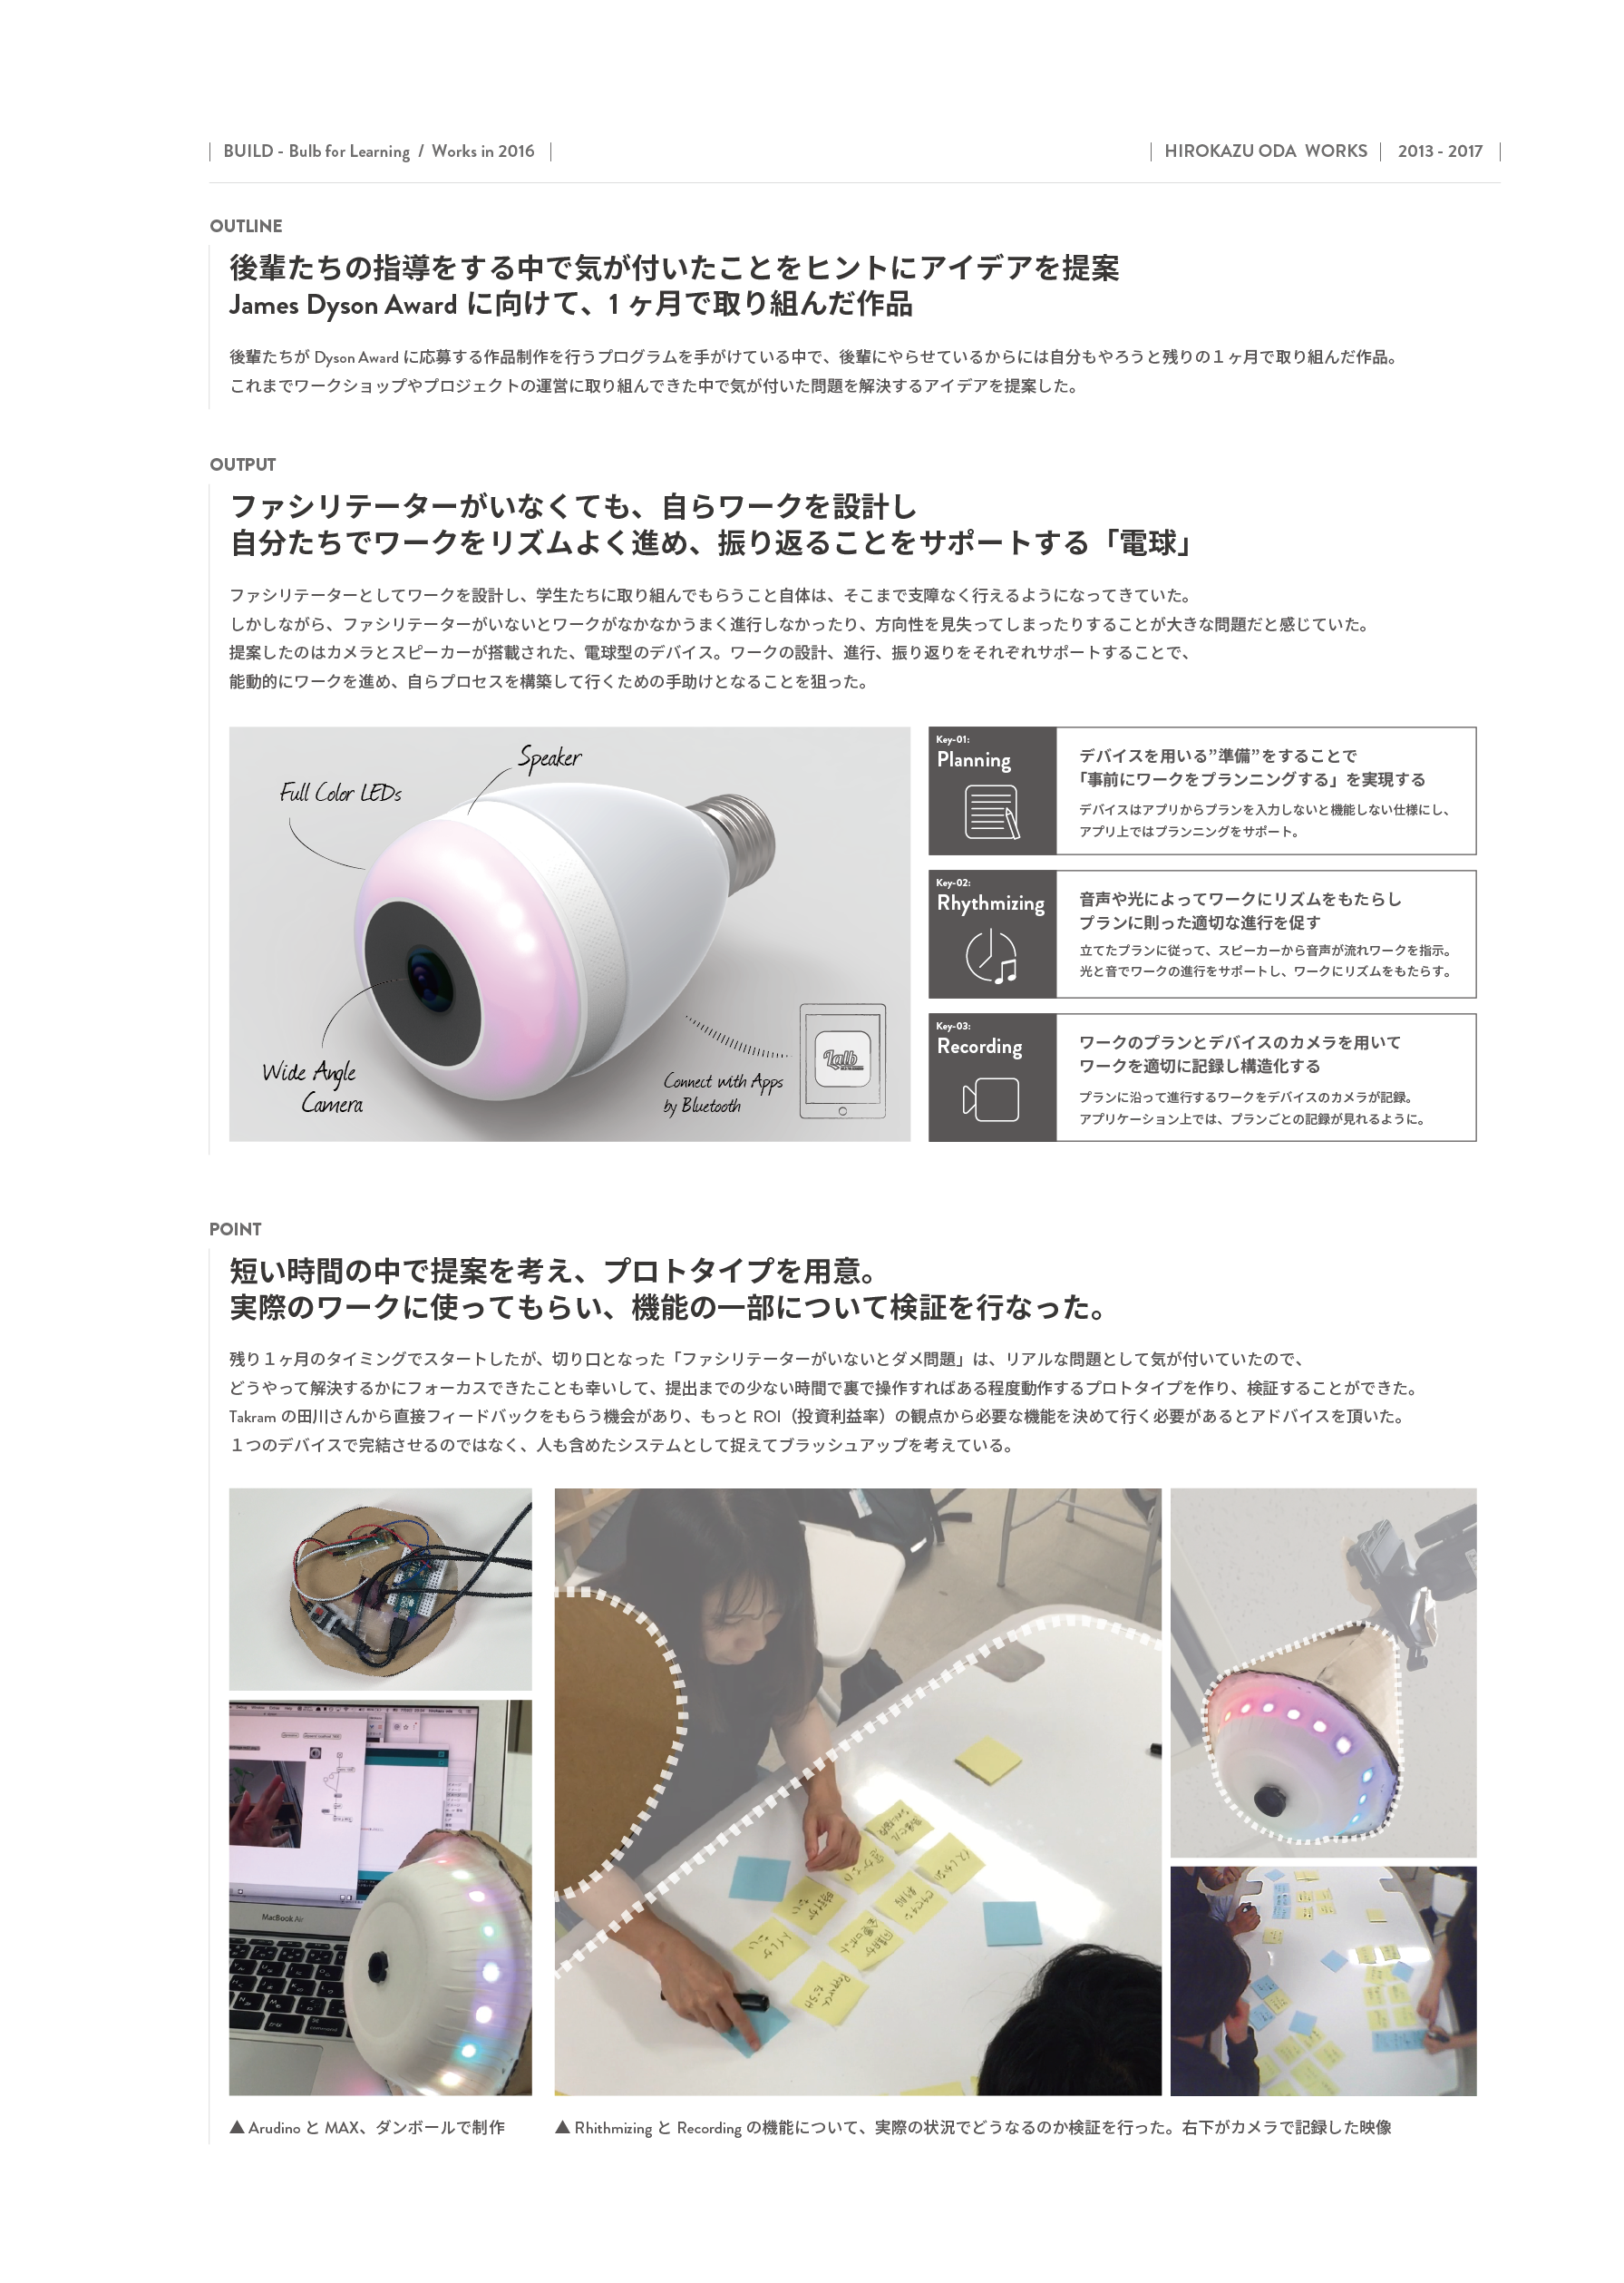 BUILD - Bulb for Learning / Works in 2016
HIROKAZU ODA WORKS
2013 - 2017
OUTLINE
後輩たちの指導をする中で気が付いたことをヒントにアイデアを提案
James Dyson Award に向けて、1 ヶ月で取り組んだ作品
後輩たちが Dyson Award に応募する作品制作を行うプログラムを手がけている中で、後輩にやらせているからには自分もやろうと残りの１ヶ月で取り組んだ作品。
これまでワークショップやプロジェクトの運営に取り組んできた中で気が付いた問題を解決するアイデアを提案した。
OUTPUT
ファシリテーターがいなくても、自らワークを設計し
自分たちでワークをリズムよく進め、振り返ることをサポートする「電球」
ファシリテーターとしてワークを設計し、学生たちに取り組んでもらうこと自体は、そこまで支障なく行えるようになってきていた。
しかしながら、ファシリテーターがいないとワークがなかなかうまく進行しなかったり、方向性を見失ってしまったりすることが大きな問題だと感じていた。
提案したのはカメラとスピーカーが搭載された、電球型のデバイス。ワークの設計、進行、振り返りをそれぞれサポートすることで、
能動的にワークを進め、自らプロセスを構築して行くための手助けとなることを狙った。
Speaker
Full Color LEDs
Wide Angle
Camera
Connect with Apps
by Bluetooth
Lalb
Key-01:
Planning
デバイスを用いる”準備”をすることで
「事前にワークをプランニングする」を実現する
デバイスはアプリからプランを入力しないと機能しない仕様にし、
アプリ上ではプランニングをサポート。
Key-02:
Rhythmizing
音声や光によってワークにリズムをもたらし
プランに則った適切な進行を促す
立てたプランに従って、スピーカーから音声が流れワークを指示。
光と音でワークの進行をサポートし、ワークにリズムをもたらす。
Key-03:
Recording
ワークのプランとデバイスのカメラを用いて
ワークを適切に記録し構造化する
プランに沿って進行するワークをデバイスのカメラが記録。
アプリケーション上では、プランごとの記録が見れるように。
POINT
短い時間の中で提案を考え、プロトタイプを用意。
実際のワークに使ってもらい、機能の一部について検証を行なった。
残り１ヶ月のタイミングでスタートしたが、切り口となった「ファシリテーターがいないとダメ問題」は、リアルな問題として気が付いていたので、
どうやって解決するかにフォーカスできたことも幸いして、提出までの少ない時間で裏で操作すればある程度動作するプロトタイプを作り、検証することができた。
Takram の田川さんから直接フィードバックをもらう機会があり、もっと ROI（投資利益率）の観点から必要な機能を決めて行く必要があるとアドバイスを頂いた。
１つのデバイスで完結させるのではなく、人も含めたシステムとして捉えてブラッシュアップを考えている。
MacBook Air
▲ Arudino と MAX、ダンボールで制作
▲ Rhithmizing と Recording の機能について、実際の状況でどうなるのか検証を行った。右下がカメラで記録した映像